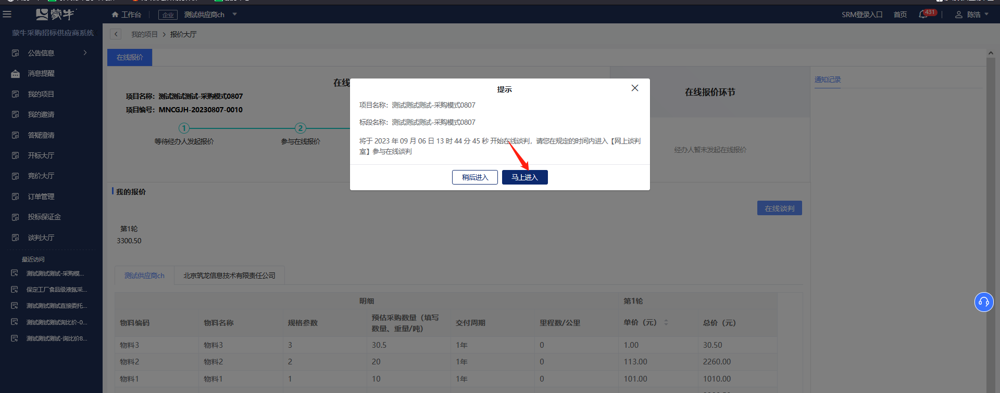 蒙牛
工作台
企业
测试供应商ch
SRM登录入口
首页
431
陈洁
蒙牛采购招标供应商系统
公告信息
消息提醒
我的项目
我的邀请
答疑澄清
开标大厅
竞价大厅
订单管理
投标保证金
谈判大厅
最近访问
测试测试测试-采购模...
保定工厂食品级液氨采...
测试测试测试直接委托...
测试测试测试询比价-0...
测试测试测试-询比价8...
我的项目 > 报价大厅
在线报价
在线
项目名称：测试测试测试-采购模式0807
项目编号：MNCGJH-20230807-0010
1
2
等待经办人发起报价
参与在线报价
在线报价环节
经办人暂未发起在线报价
通知记录
提示
项目名称：测试测试测试-采购模式0807
标段名称：测试测试测试-采购模式0807
将于 2023 年 09 月 06 日 13 时 44 分 45 秒 开始在线谈判，请您在规定的时间内进入【网上谈判
室】参与在线谈判
稍后进入
马上进入
我的报价
在线谈判
第1轮
3300.50
测试供应商ch
北京筑龙信息技术有限责任公司
明细 第1轮
物料编码 物料名称 规格参数 预估采购数量（填写
数量、重量/吨） 交付周期 里程数/公里 单价（元） 总价（元）
物料3 物料3 3 30.5 1年 0 1.00 30.50
物料2 物料2 2 20 1年 0 113.00 2260.00
物料1 物料1 1 10 1年 0 101.00 1010.00